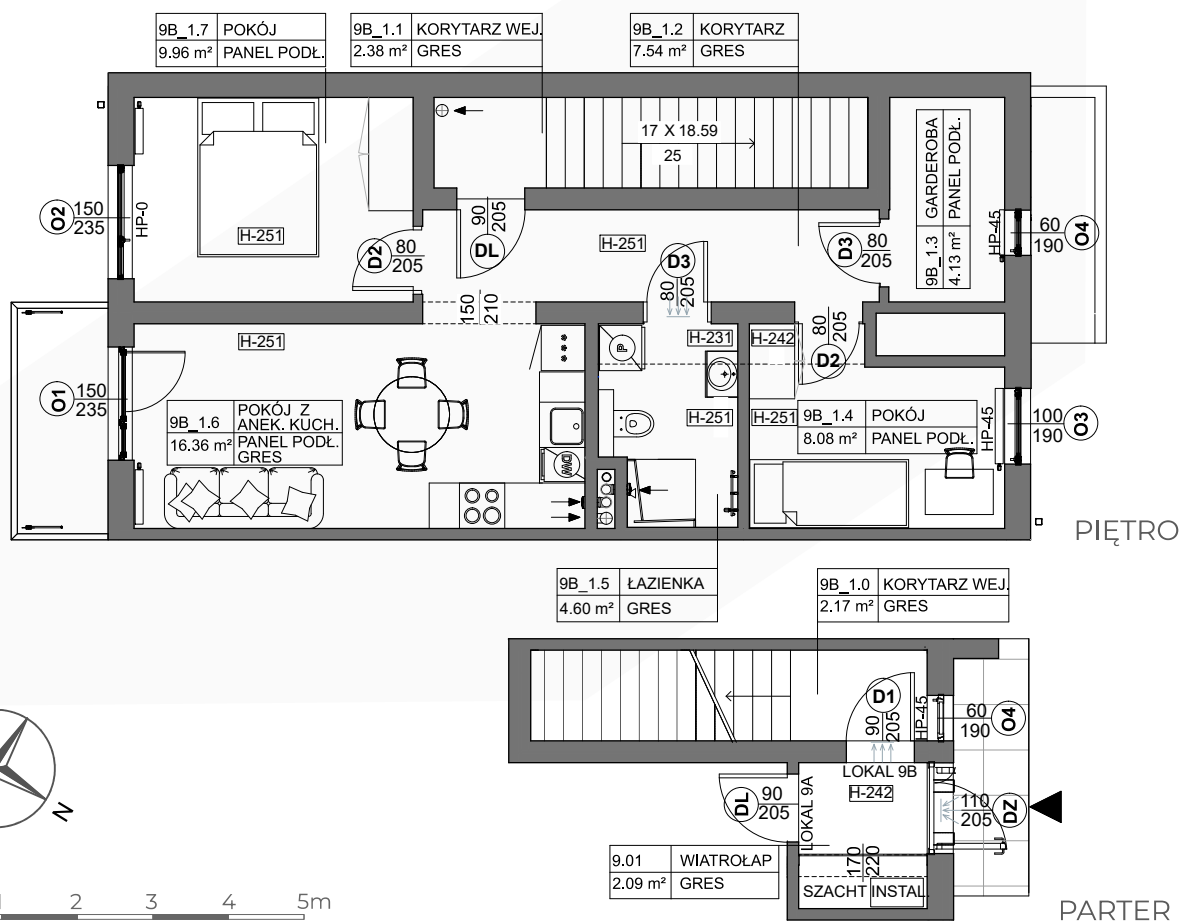 9B_1.7 POKÓJ
9.96 m² PANEL PODŁ.
9B_1.1 KORYTARZ WEJ.
2.38 m² GRES
9B_1.2 KORYTARZ
7.54 m² GRES
17 X 18.59
25
9B_1.3 GARDEROBA
4.13 m² PANEL PODŁ.
O2 150
235
HP-0
H-251
D2 80
205
90
205
DL
H-251
D3
80
205
D3 80
205
HP-45
60
190 O4
150
210
H-251
H-231
H-242
80
205
D2
O1 150
235
9B_1.6 POKÓJ Z
ANEK. KUCH.
16.36 m² PANEL PODŁ.
GRES
P
DW
H-251
H-251
9B_1.4 POKÓJ
8.08 m² PANEL PODŁ.
HP-45
100
190 O3
PIĘTRO
9B_1.5 ŁAZIENKA
4.60 m² GRES
9B_1.0 KORYTARZ WEJ.
2.17 m² GRES
D1
90
205
HP-45
60
190 O4
LOKAL 9B
H-242
LOKAL 9A
DL 90
205
110
205 DZ
170
220
9.01 WIATROŁAP
2.09 m² GRES
SZACHT INSTAL.
N
1 2 3 4 5m
PARTER